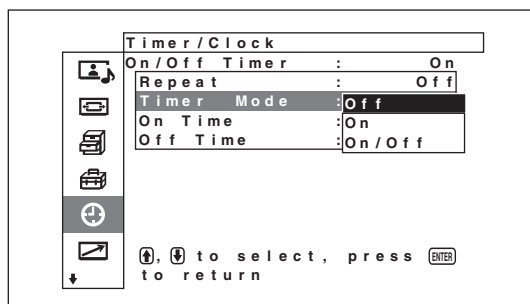 Timer/Clock
On/Off Timer : On
Repeat : Off
Timer Mode : Off
On Time : On
Off Time : On/Off
, to select, press ENTER
to return